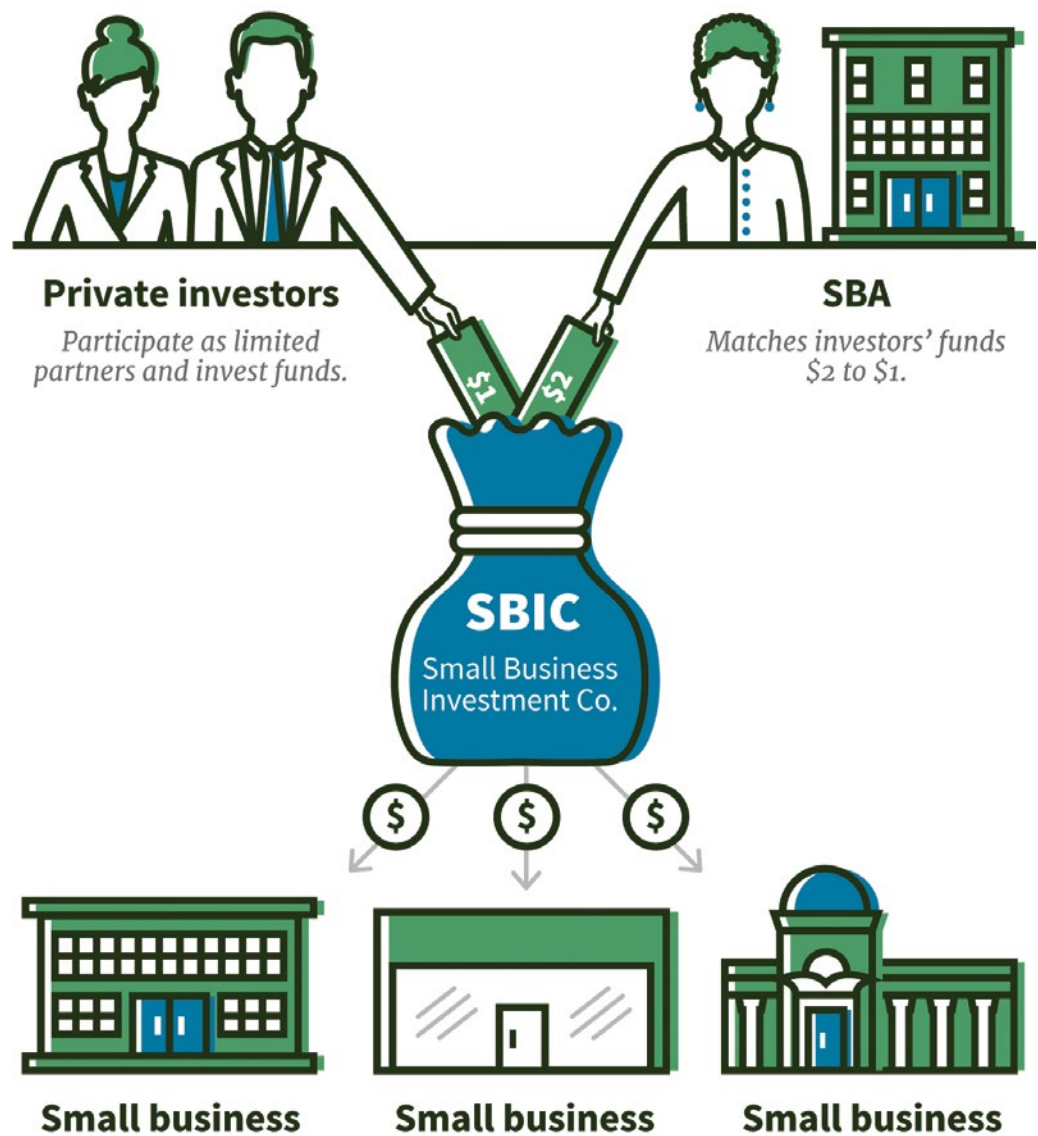 Private investors
Participate as limited
partners and invest funds.
SBA
Matches investors’ funds
$2 to $1.
$1
$2
SBIC
Small Business
Investment Co.
$
$
$
Small business
Small business
Small business